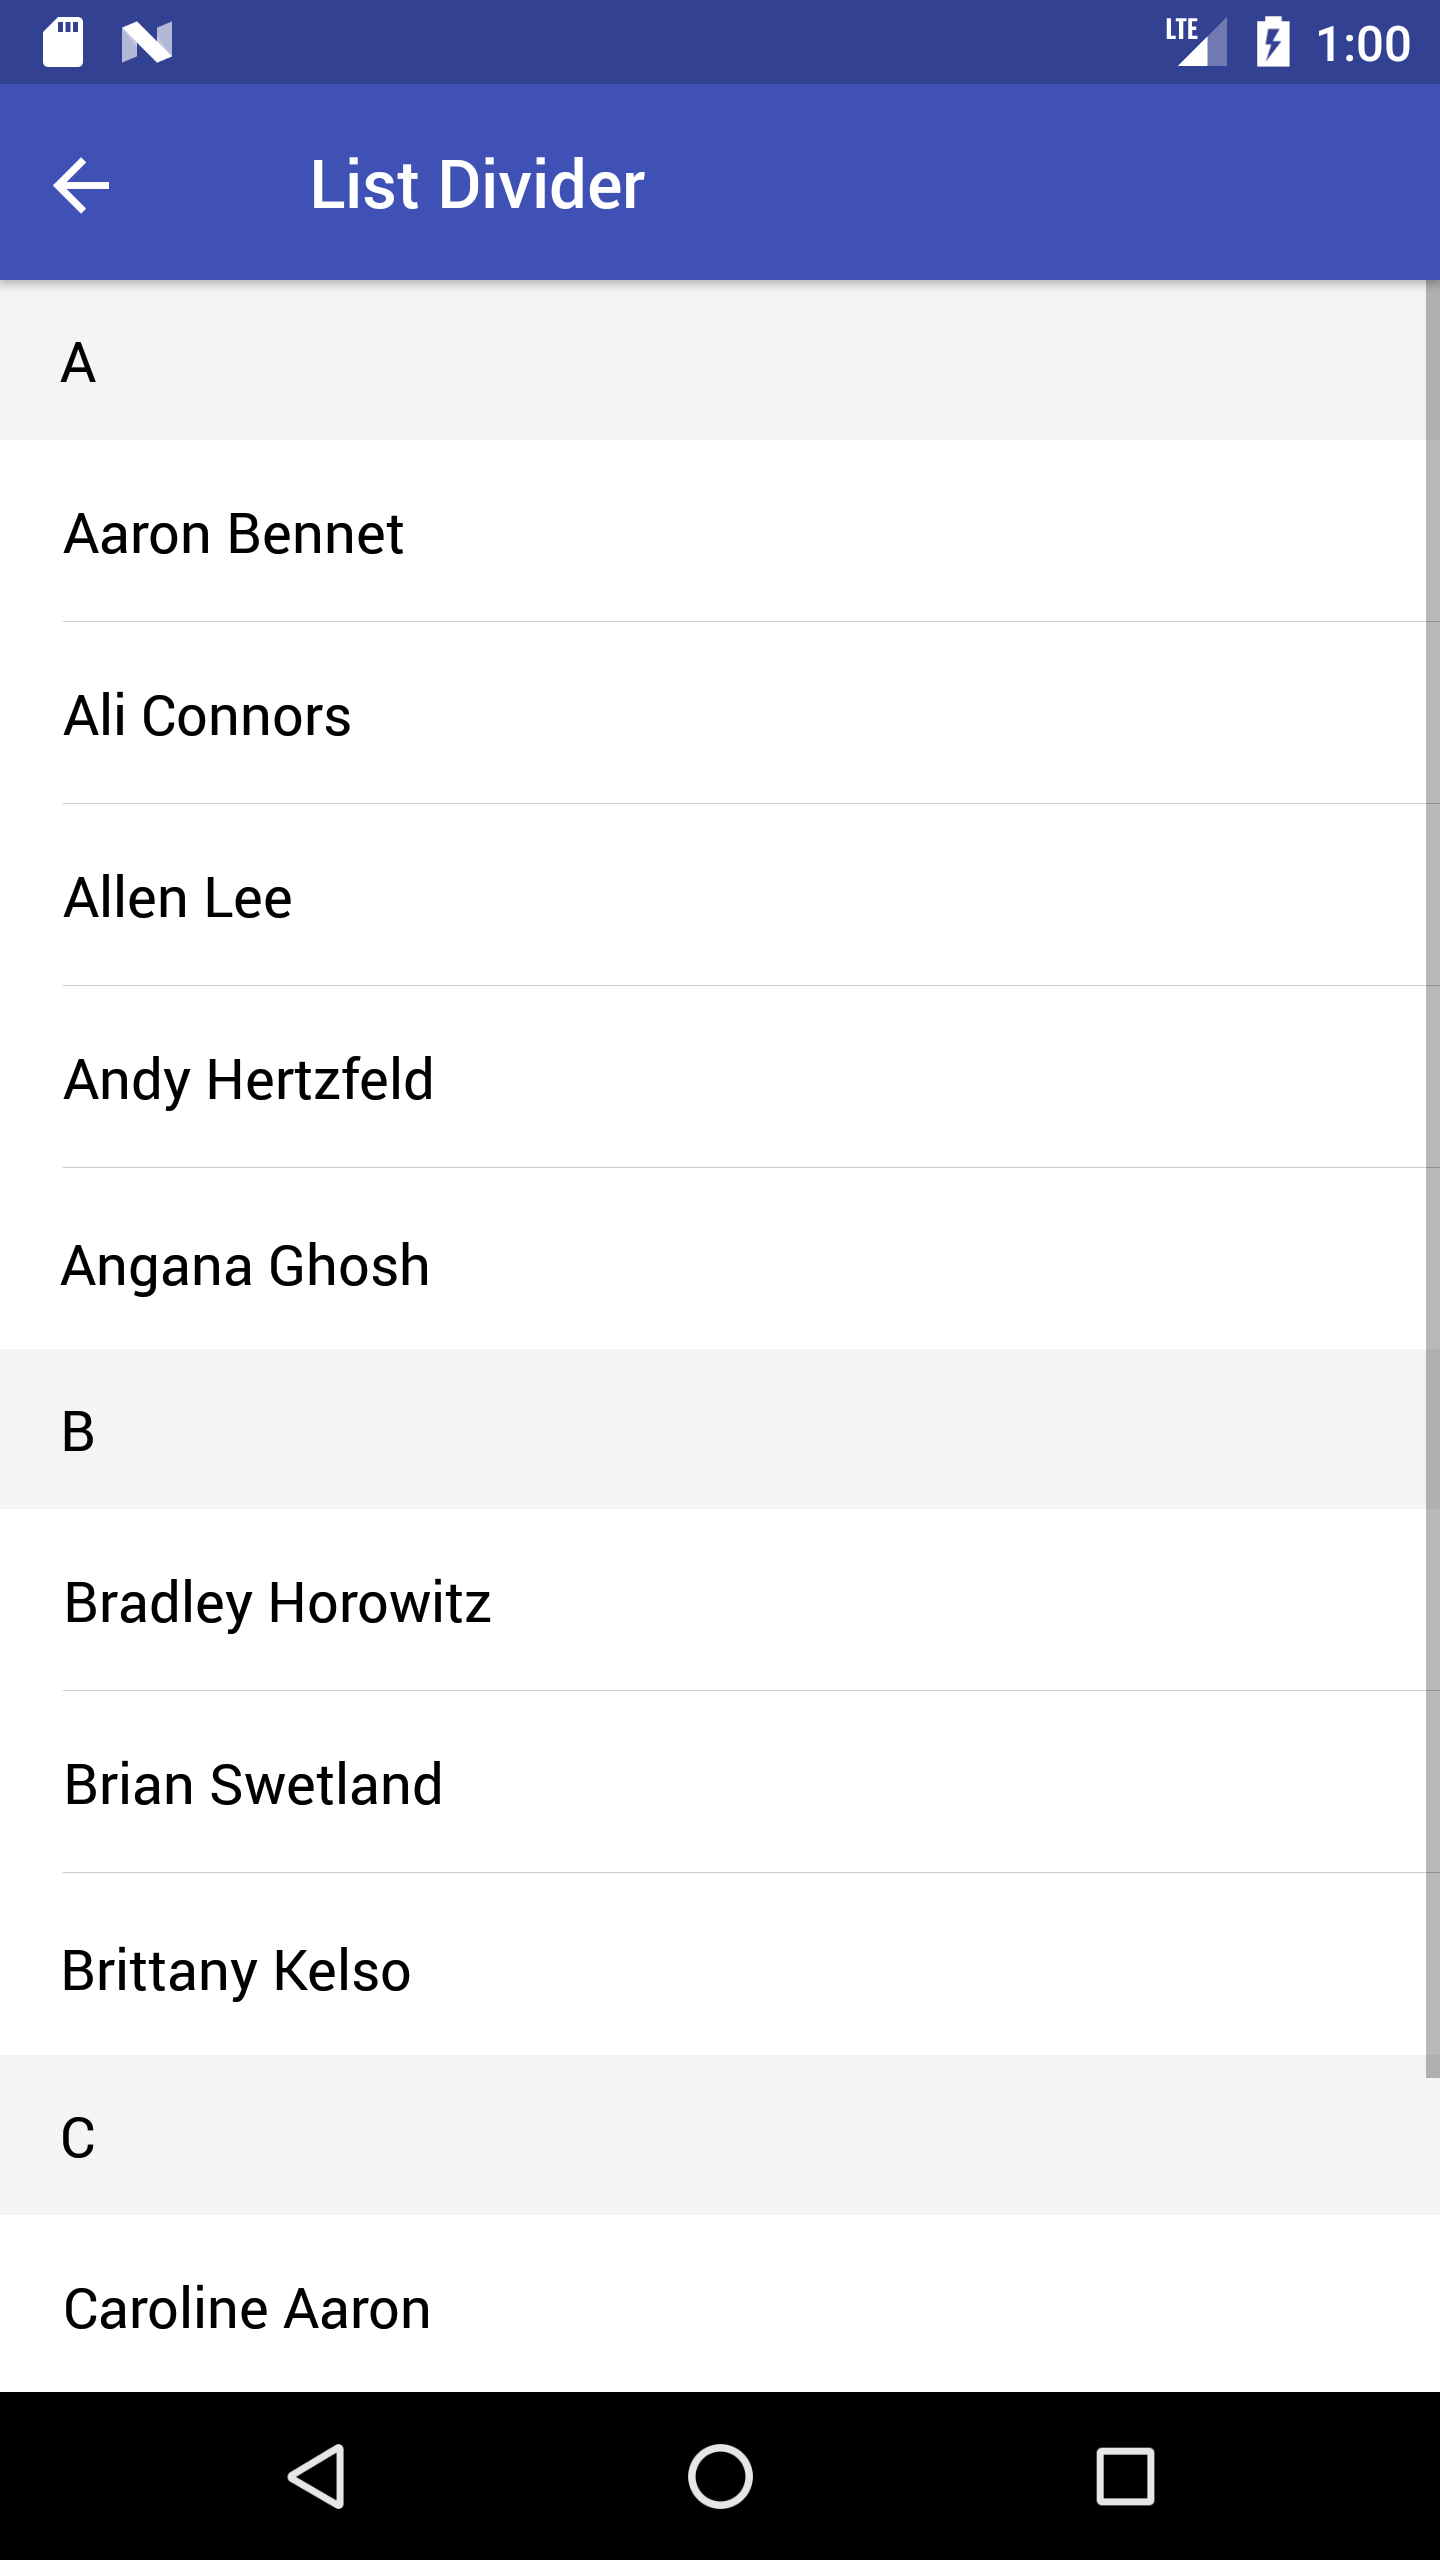 LTE 1:00
List Divider
A
Aaron Bennet
Ali Connors
Allen Lee
Andy Hertzfeld
Angana Ghosh
B
Bradley Horowitz
Brian Swetland
Brittany Kelso
C
Caroline Aaron